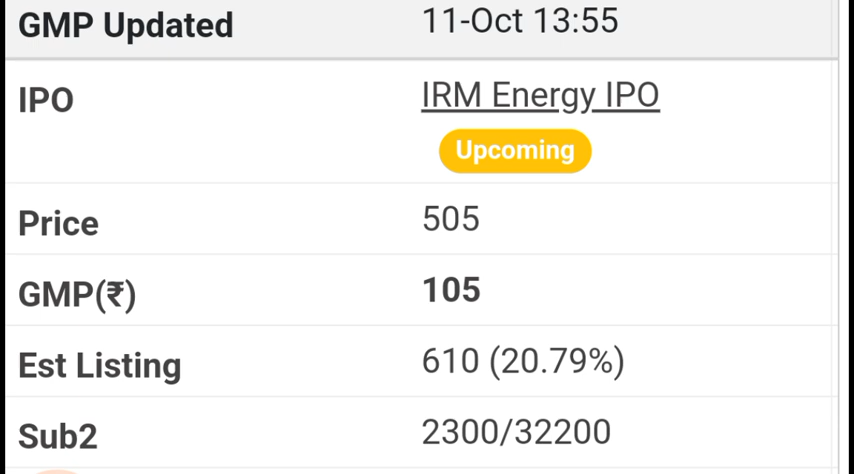 GMP Updated 11-Oct 13:55
IPO IRM Energy IPO
Upcoming
Price 505
GMP(₹) 105
Est Listing 610 (20.79%)
Sub2 2300/32200